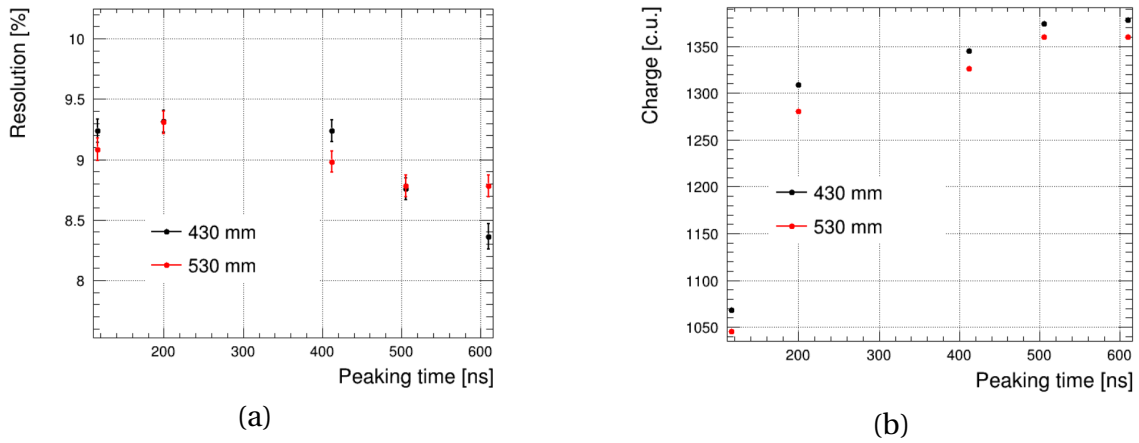 Resolution [%]
10
9.5
9
8.5
8
430 mm
530 mm
200 300 400 500 600
Peaking time [ns]
(a)
Charge [c.u.]
1350
1300
1250
1200
1150
1100
1050
430 mm
530 mm
200 300 400 500 600
Peaking time [ns]
(b)